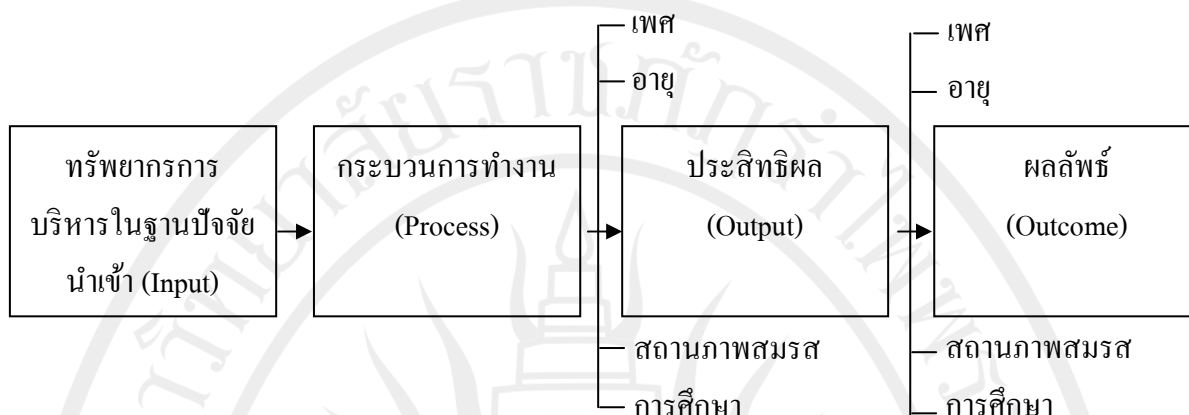 เพศ
อายุ
เพศ
อายุ
ทรัพยากรการ
บริหารในฐานปัจจัย
นำเข้า (Input)
กระบวนการทำงาน
(Process)
ประสิทธิผล
(Output)
ผลลัพธ์
(Outcome)
สถานภาพสมรส
การศึกษา
สถานภาพสมรส
การศึกษา